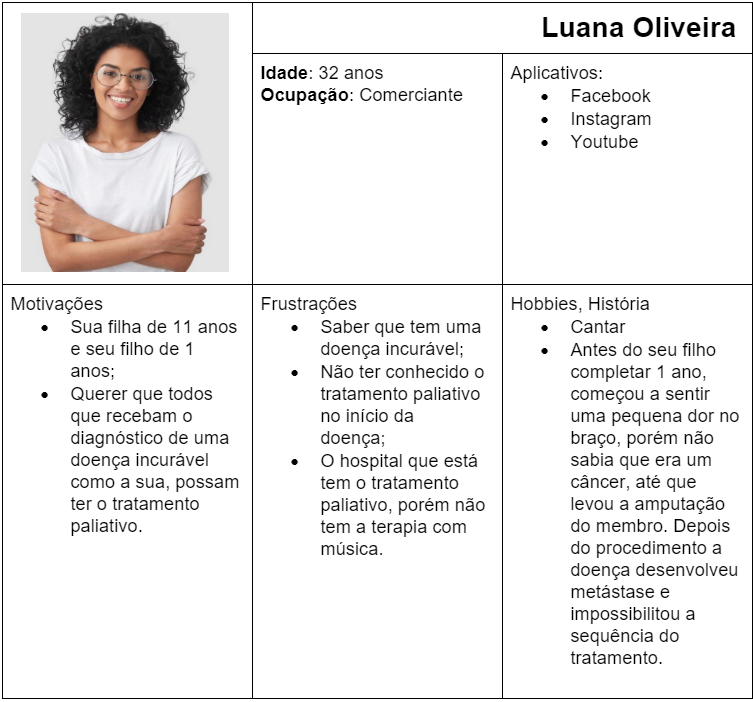 Luana Oliveira
Idade: 32 anos
Ocupação: Comerciante
Aplicativos:
• Facebook
• Instagram
• Youtube
Motivações
• Sua filha de 11 anos
e seu filho de 1
anos;
• Querer que todos
que recebam o
diagnóstico de uma
doença incurável
como a sua, possam
ter o tratamento
paliativo.
Frustrações
• Saber que tem uma
doença incurável;
• Não ter conhecido o
tratamento paliativo
no início da
doença;
• O hospital que está
tem o tratamento
paliativo, porém não
tem a terapia com
música.
Hobbies, História
• Cantar
• Antes do seu filho
completar 1 ano,
começou a sentir
uma pequena dor no
braço, porém não
sabia que era um
câncer, até que
levou a amputação
do membro. Depois
do procedimento a
doença desenvolveu
metástase e
impossibilitou a
sequência do
tratamento.